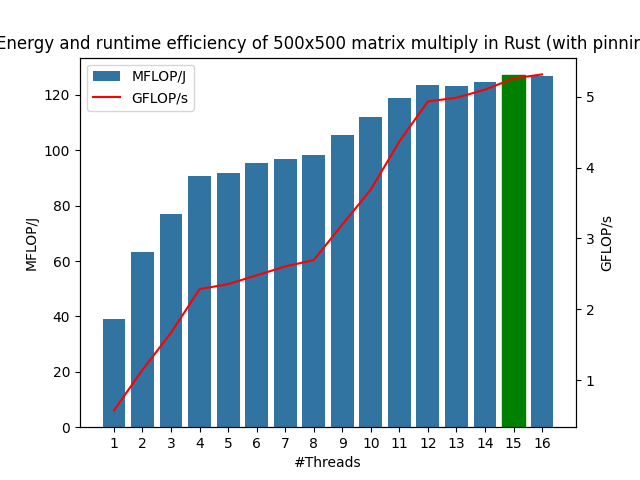 Energy and runtime efficiency of 500x500 matrix multiply in Rust (with
MFLOP/J
GFLOP/s
120
100
80
60
40
20
0
MFLOP/J
5
4
3
2
1
GFLOP/s
1 2 3 4 5 6 7 8 9 10 11 12 13 14 15 16
#Threads